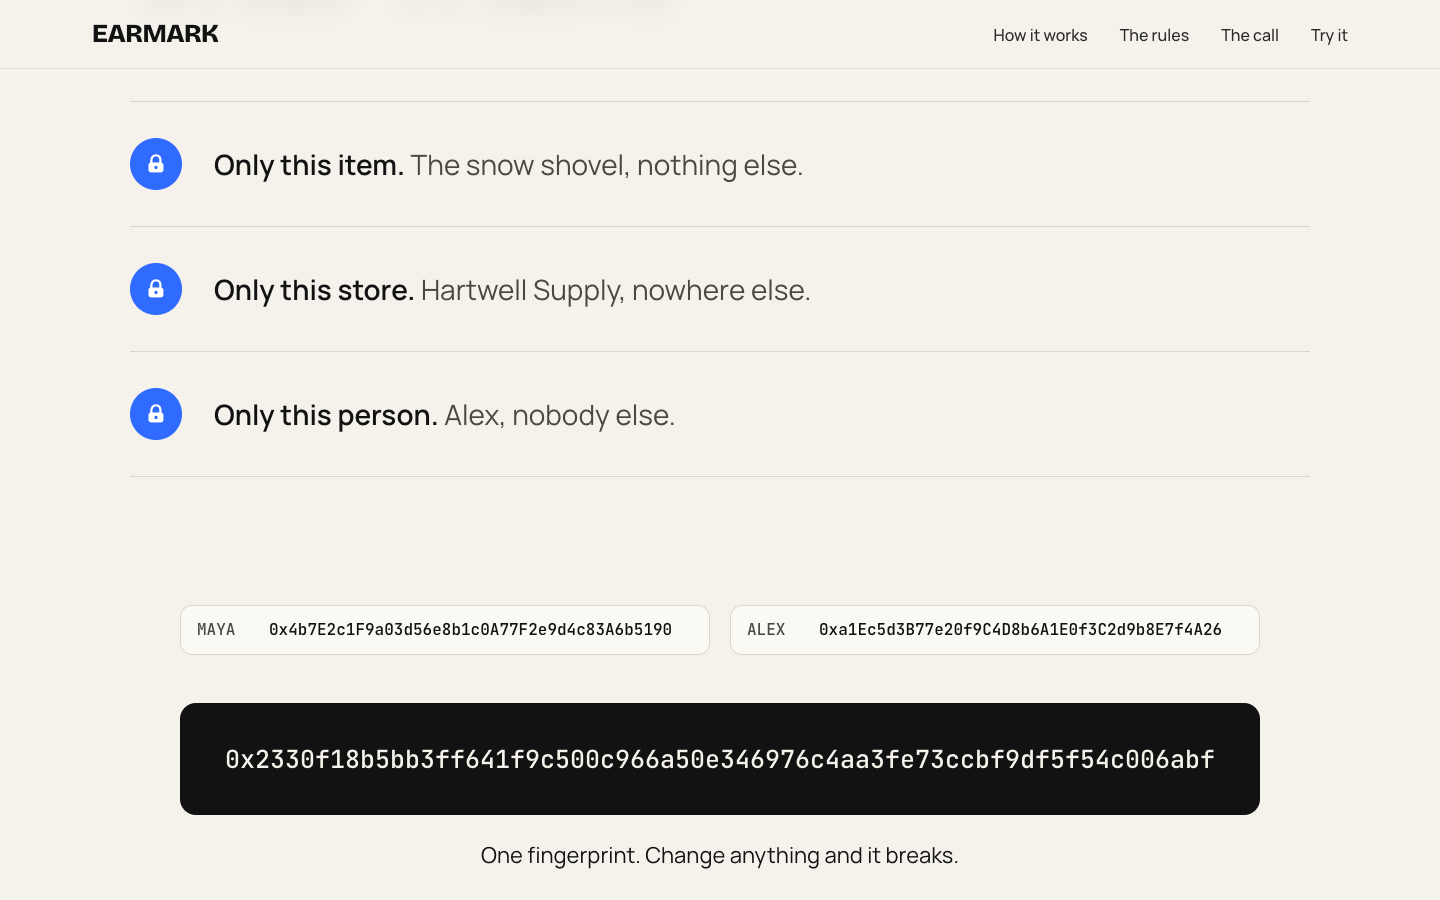 EARMARK
How it works
The rules
The call
Try it
Only this item. The snow shovel, nothing else.
Only this store. Hartwell Supply, nowhere else.
Only this person. Alex, nobody else.
MAYA 0x4b7E2c1F9a03d56e8b1c0A77F2e9d4c83A6b5190
ALEX 0xa1Ec5d3B77e20f9C4D8b6A1E0f3C2d9b8E7f4A26
0x2330f18b5bb3ff641f9c500c966a50e346976c4aa3fe73ccbf9df5f54c006abf
One fingerprint. Change anything and it breaks.